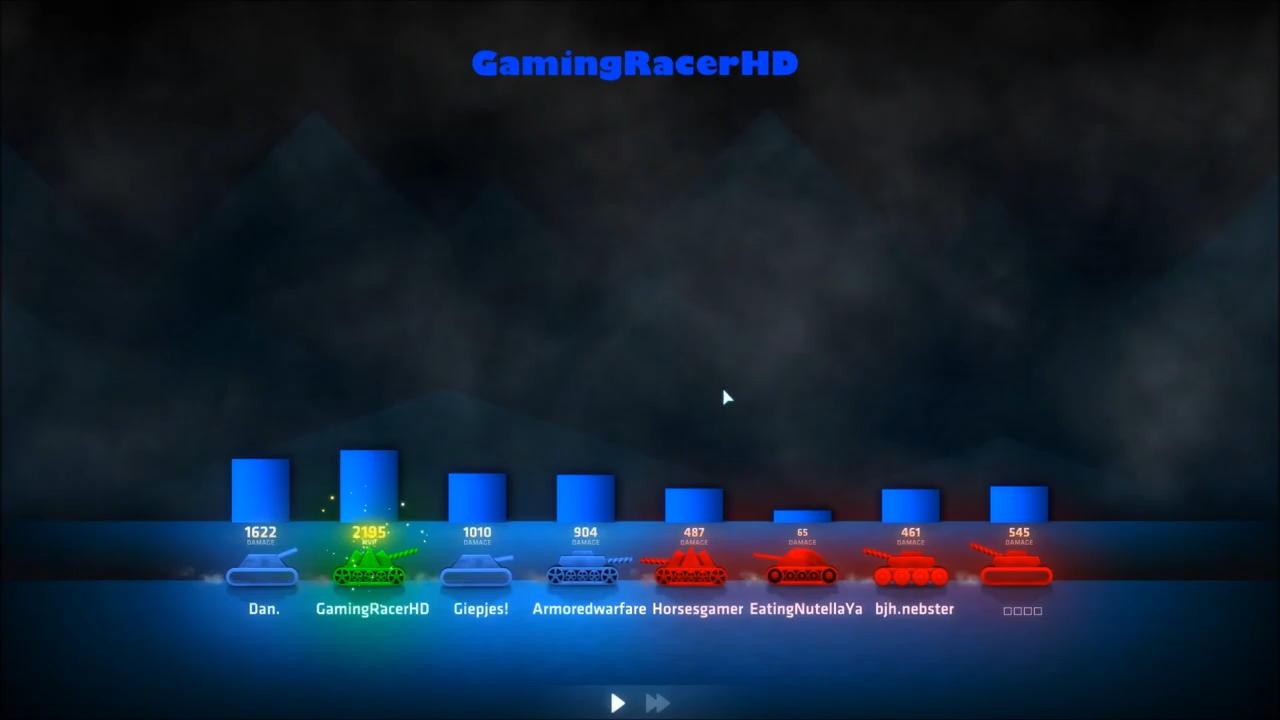 GamingRacerHD
1622 2195 1010 904 487 65 461 545
DAMAGE MVP DAMAGE DAMAGE DAMAGE DAMAGE DAMAGE DAMAGE
Dan. GamingRacerHD Giepjes! Armoredwarfare Horsesgamer EatingNutellaYa bjh.nebster □□□□